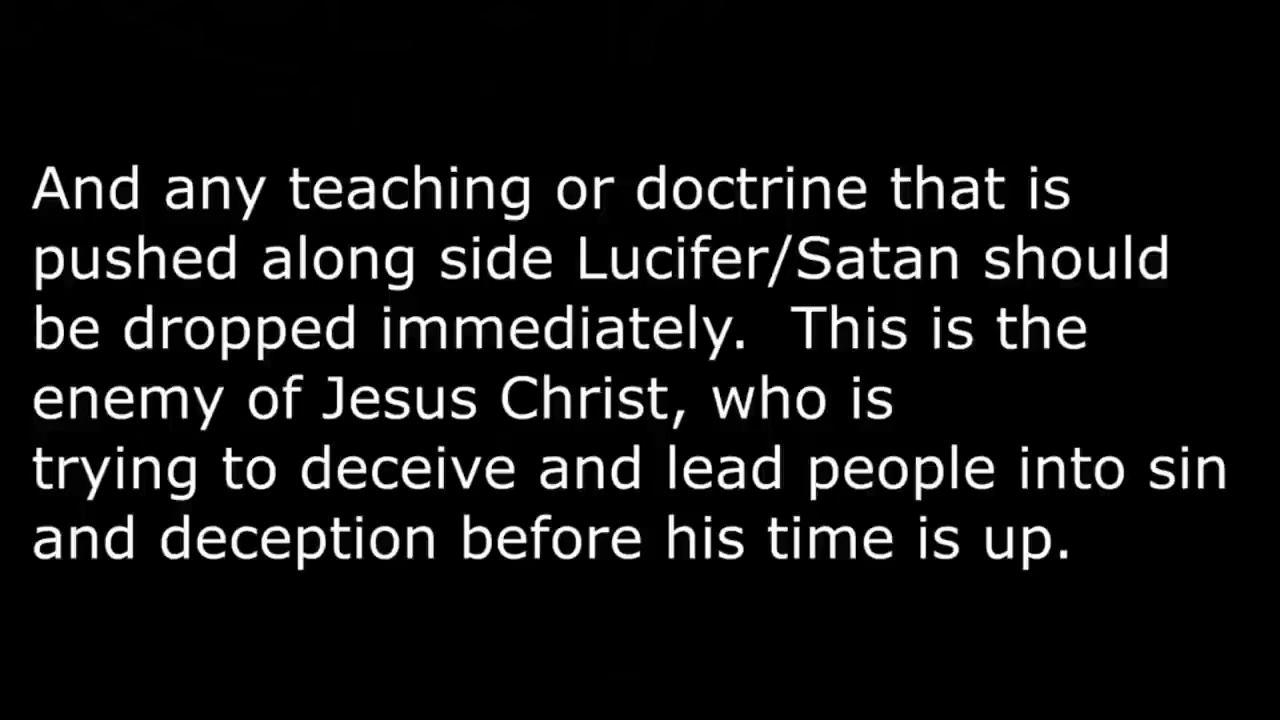 And any teaching or doctrine that is
pushed along side Lucifer/Satan should
be dropped immediately.  This is the
enemy of Jesus Christ, who is
trying to deceive and lead people into sin
and deception before his time is up.